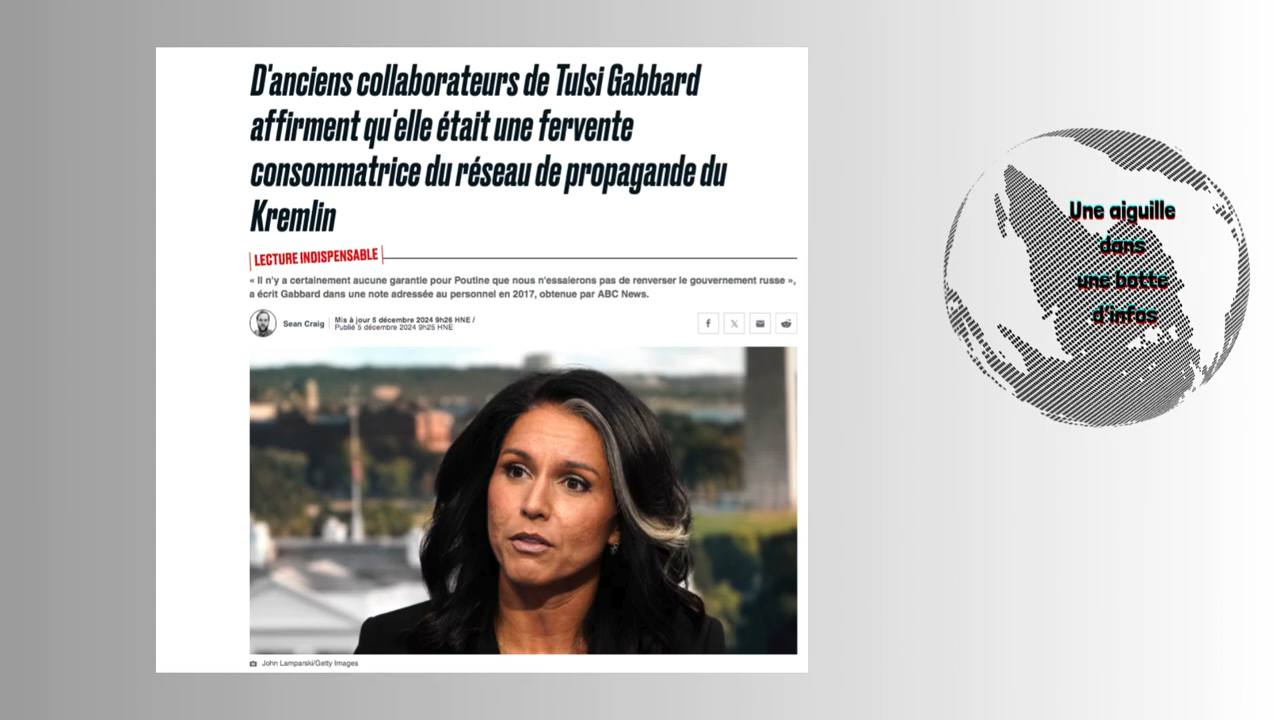 D'anciens collaborateurs de Tulsi Gabbard
affirment qu'elle était une fervente
consommatrice du réseau de propagande du
Kremlin
LECTURE INDISPENSABLE
« Il n'y a certainement aucune garantie pour Poutine que nous n'essaierons pas de renverser le gouvernement russe »,
a écrit Gabbard dans une note adressée au personnel en 2017, obtenue par ABC News.
Sean Craig
Mis à jour 5 décembre 2024 9h26 HNE /
Publié 5 décembre 2024 9h25 HNE
John Lamparski/Getty Images
Une aiguille
dans
une botte
d'infos